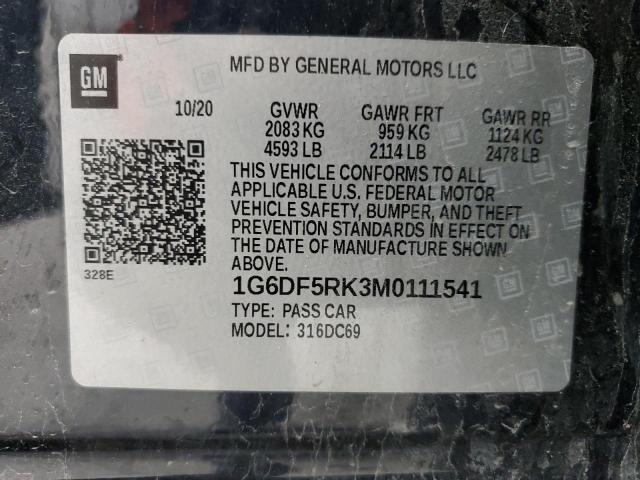 GM
MFD BY GENERAL MOTORS LLC
10/20 GVWR GAWR FRT GAWR RR
2083 KG 959 KG 1124 KG
4593 LB 2114 LB 2478 LB
THIS VEHICLE CONFORMS TO ALL
APPLICABLE U.S. FEDERAL MOTOR
VEHICLE SAFETY, BUMPER, AND THEFT
PREVENTION STANDARDS IN EFFECT ON
THE DATE OF MANUFACTURE SHOWN
ABOVE.
328E
1G6DF5RK3M0111541
TYPE: PASS CAR
MODEL: 316DC69